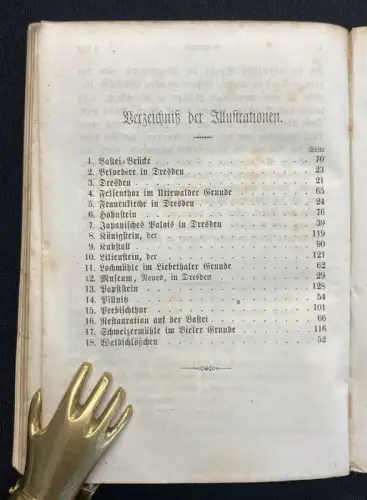 Verzeichniß der Illustrationen.
Seite
1. Bastei-Brücke . . . 70
2. Belvedere in Dresden . . . 23
3. Dresden . . . 21
4. Felsenthor im Uttewalder Grunde . . . 65
5. Frauenkirche in Dresden . . . 24
6. Hohnstein . . . 76
7. Japanisches Palais in Dresden . . . 39
8. Königstein, der . . . 119
9. Kuhstall . . . 90
10. Lilienstein, der . . . 121
11. Lochmühle im Liebethaler Grunde . . . 62
12. Museum, Neues, in Dresden . . . 29
13. Papststein . . . 128
14. Pillnitz . . . 54
15. Prebischthor . . . 101
16. Restauration auf der Bastei . . . 66
17. Schweizermühle im Bieler Grunde . . . 116
18. Waldschlößchen . . . 52